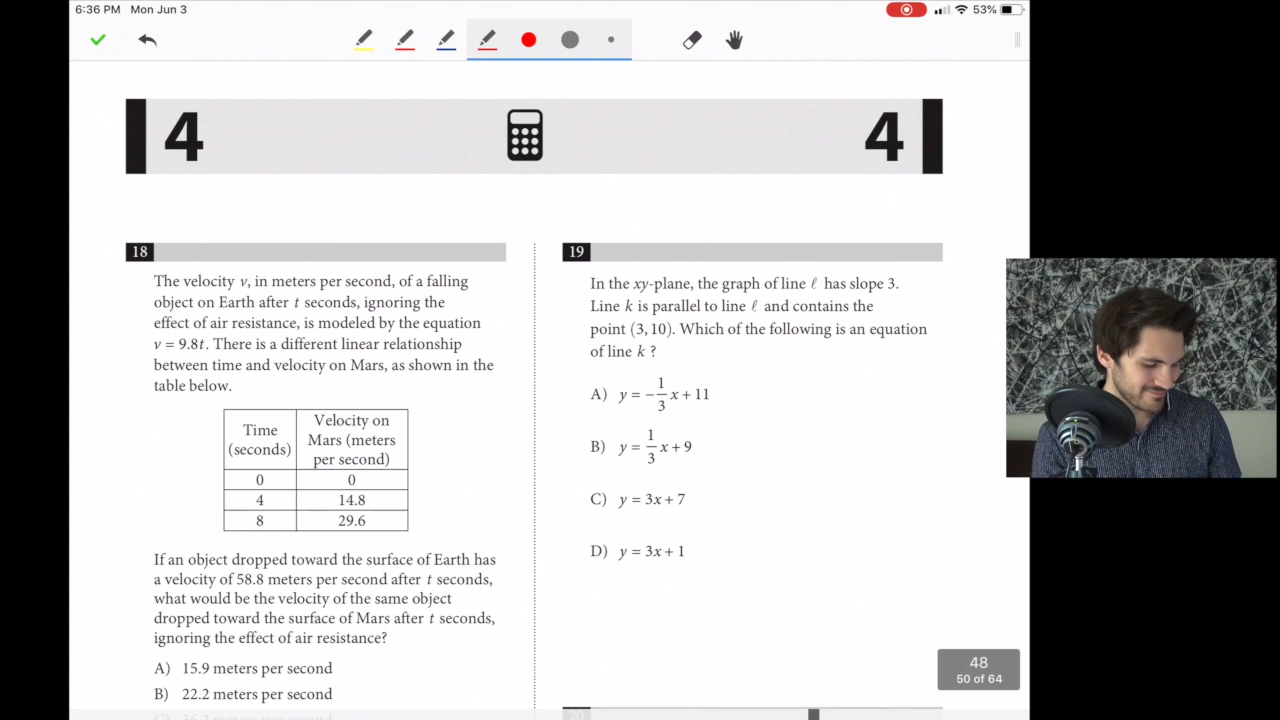 6:36 PM Mon Jun 3
53%
4
4
18
The velocity v, in meters per second, of a falling
object on Earth after t seconds, ignoring the
effect of air resistance, is modeled by the equation
v = 9.8t. There is a different linear relationship
between time and velocity on Mars, as shown in the
table below.
Time (seconds) Velocity on Mars (meters per second)
0 0
4 14.8
8 29.6
If an object dropped toward the surface of Earth has
a velocity of 58.8 meters per second after t seconds,
what would be the velocity of the same object
dropped toward the surface of Mars after t seconds,
ignoring the effect of air resistance?
A) 15.9 meters per second
B) 22.2 meters per second
C) 36.2 meters per second
19
In the xy-plane, the graph of line ℓ has slope 3.
Line k is parallel to line ℓ and contains the
point (3, 10). Which of the following is an equation
of line k ?
A) y = -1/3 x + 11
B) y = 1/3 x + 9
C) y = 3x + 7
D) y = 3x + 1
20
48
50 of 64